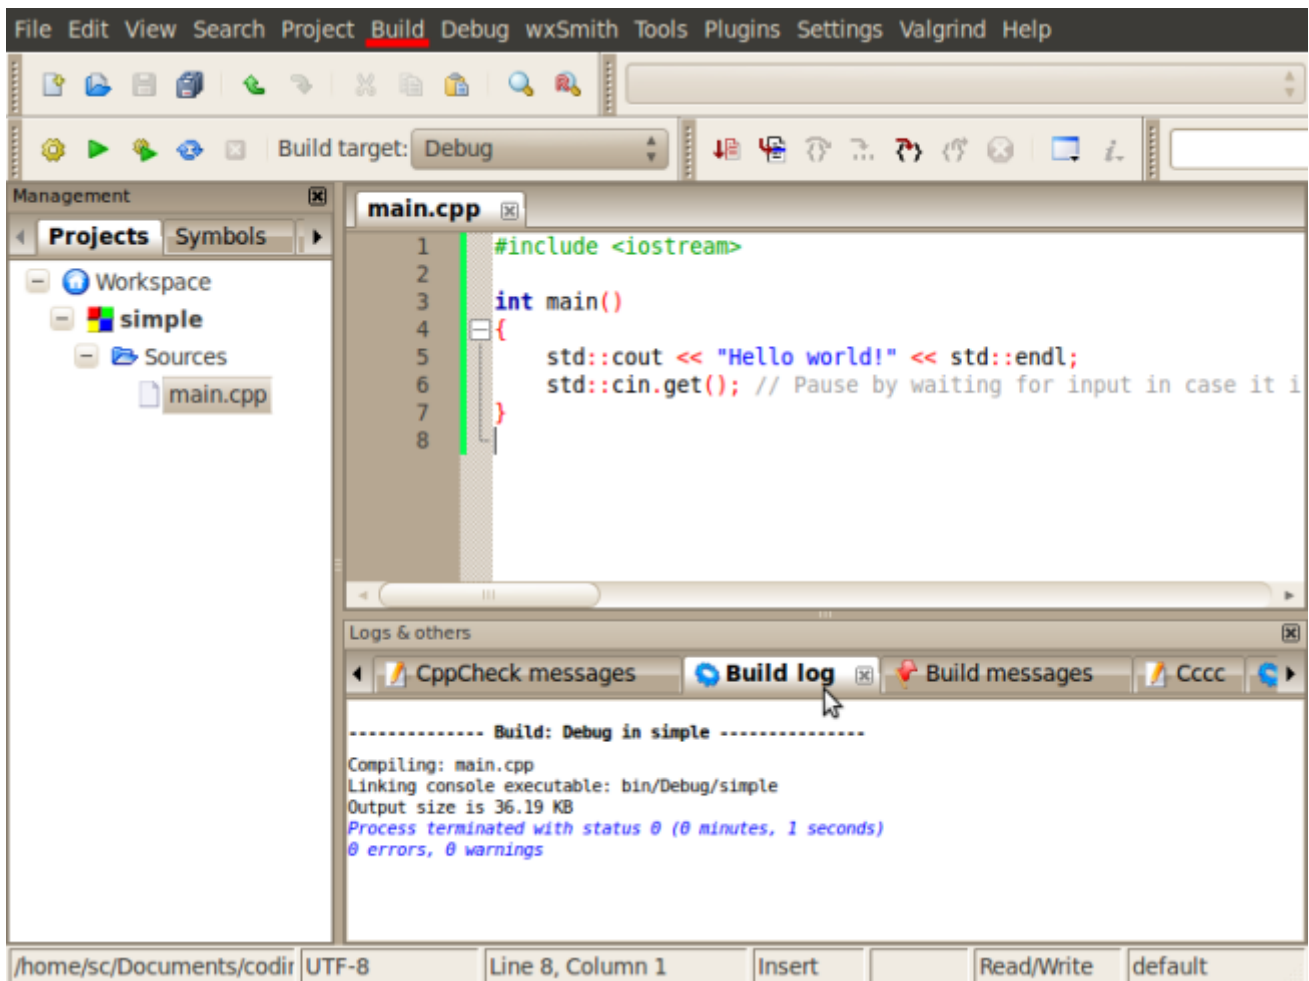 File Edit View Search Project Build Debug wxSmith Tools Plugins Settings Valgrind Help
Build target: Debug
Management
Projects Symbols
Workspace
simple
Sources
main.cpp
main.cpp
1 #include <iostream>
2
3 int main()
4 {
5 std::cout << "Hello world!" << std::endl;
6 std::cin.get(); // Pause by waiting for input in case it i
7 }
8
Logs & others
CppCheck messages Build log Build messages Cccc
-------------- Build: Debug in simple ---------------
Compiling: main.cpp
Linking console executable: bin/Debug/simple
Output size is 36.19 KB
Process terminated with status 0 (0 minutes, 1 seconds)
0 errors, 0 warnings
/home/sc/Documents/codir UTF-8 Line 8, Column 1 Insert Read/Write default